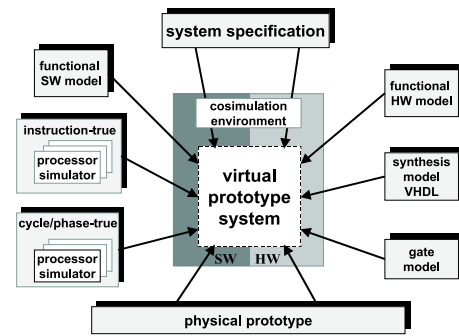 system specification
functional
SW model
functional
HW model
cosimulation
environment
instruction-true
processor
simulator
virtual
prototype
system
synthesis
model
VHDL
cycle/phase-true
processor
simulator
gate
model
SW HW
physical prototype